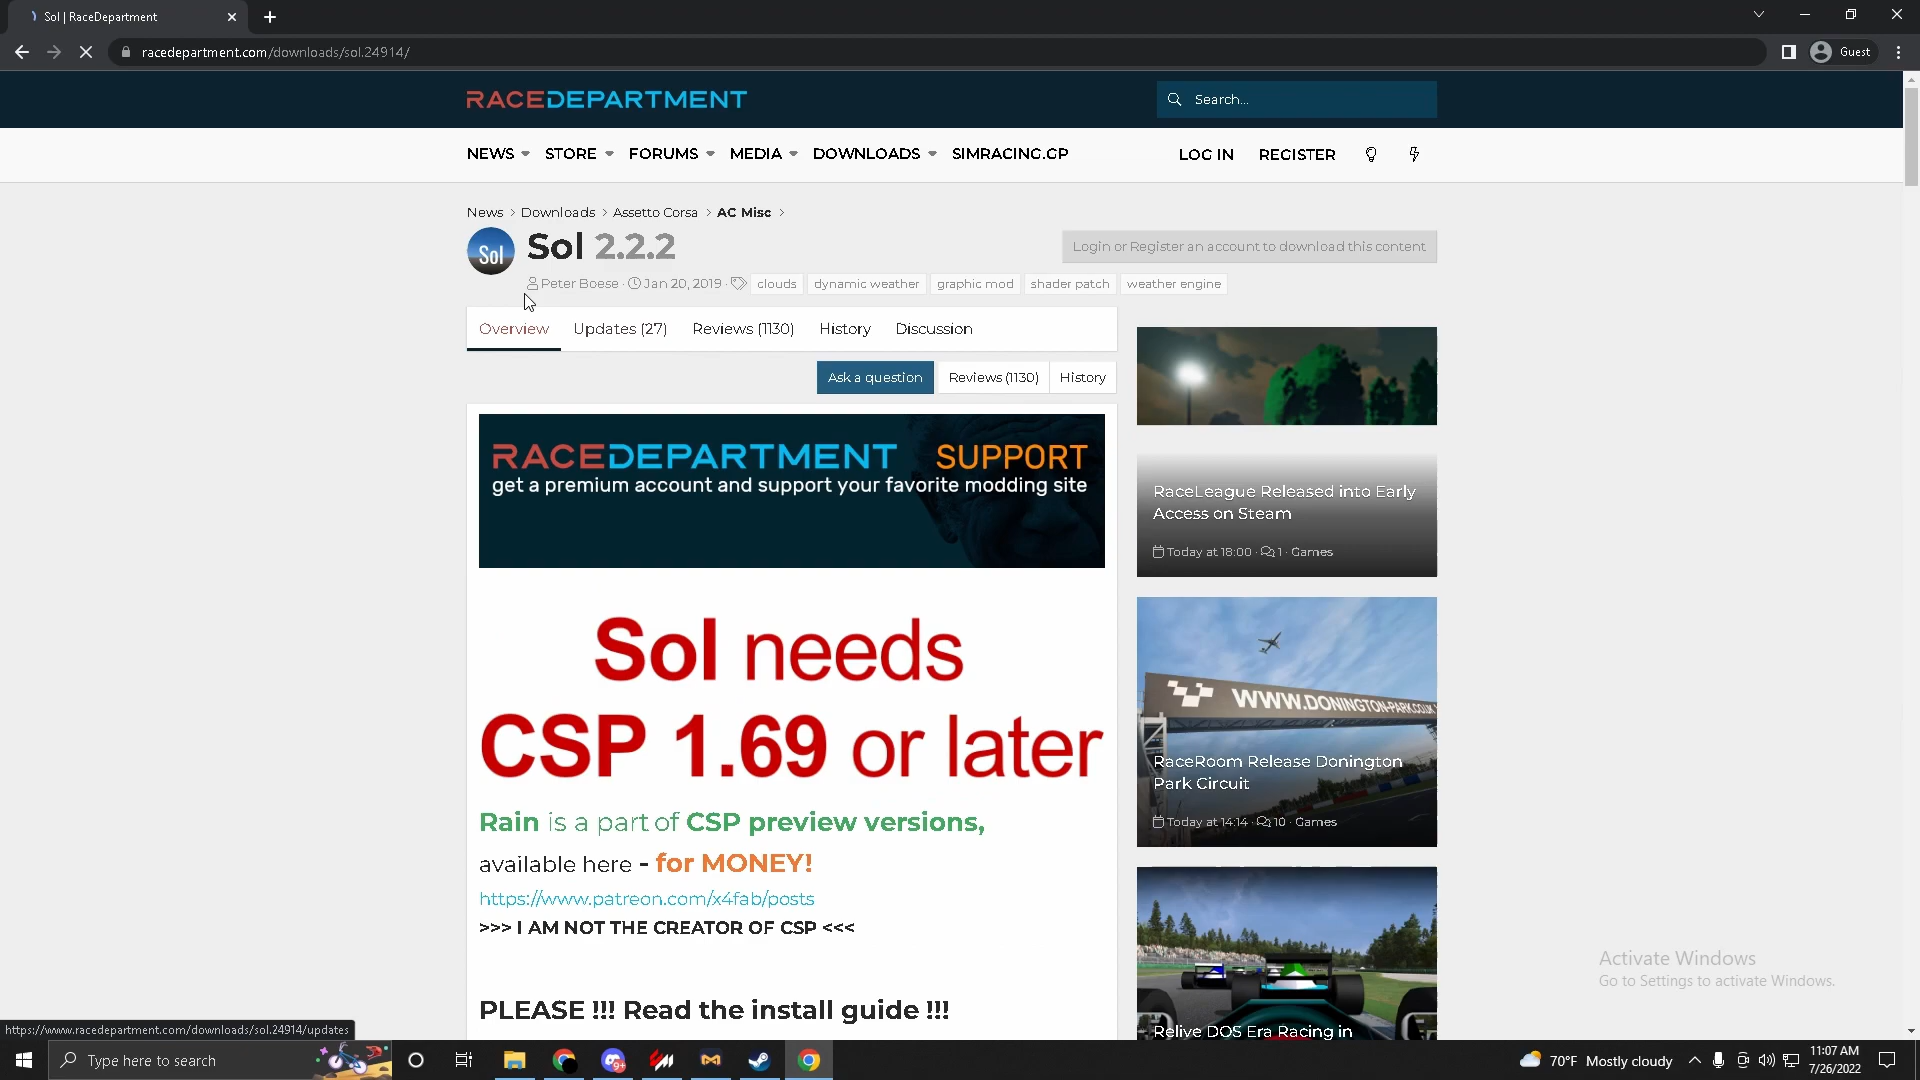 Sol | RaceDepartment
racedepartment.com/downloads/sol.24914/
Guest
RACEDEPARTMENT
Search...
NEWS STORE FORUMS MEDIA DOWNLOADS SIMRACING.GP LOG IN REGISTER
News > Downloads > Assetto Corsa > AC Misc >
Sol
Sol 2.2.2
Login or Register an account to download this content
Peter Boese · Jan 20, 2019 · clouds dynamic weather graphic mod shader patch weather engine
Overview Updates (27) Reviews (1130) History Discussion
Ask a question Reviews (1130) History
RACEDEPARTMENT SUPPORT
get a premium account and support your favorite modding site
Sol needs
CSP 1.69 or later
Rain is a part of CSP preview versions,
available here - for MONEY!
https://www.patreon.com/x4fab/posts
>>> I AM NOT THE CREATOR OF CSP <<<
PLEASE !!! Read the install guide !!!
RaceLeague Released into Early
Access on Steam
Today at 18:00 · 1 · Games
WWW.DONINGTON-PARK.CO.UK
RaceRoom Release Donington
Park Circuit
Today at 14:14 · 10 · Games
Relive DOS Era Racing in
Activate Windows
Go to Settings to activate Windows.
https://www.racedepartment.com/downloads/sol.24914/updates
Type here to search
9+
70°F Mostly cloudy
11:07 AM
7/26/2022